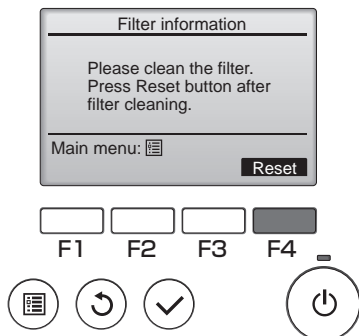 Filter information
Please clean the filter.
Press Reset button after
filter cleaning.
Main menu:
Reset
F1 F2 F3 F4